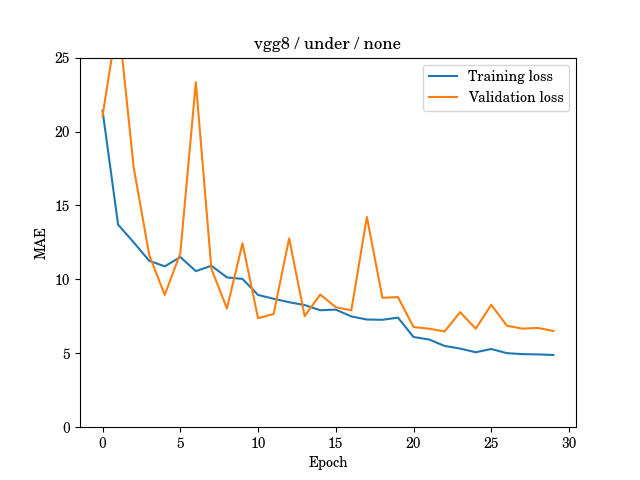 vgg8 / under / none
Training loss
Validation loss
MAE
25
20
15
10
5
0
0 5 10 15 20 25 30
Epoch